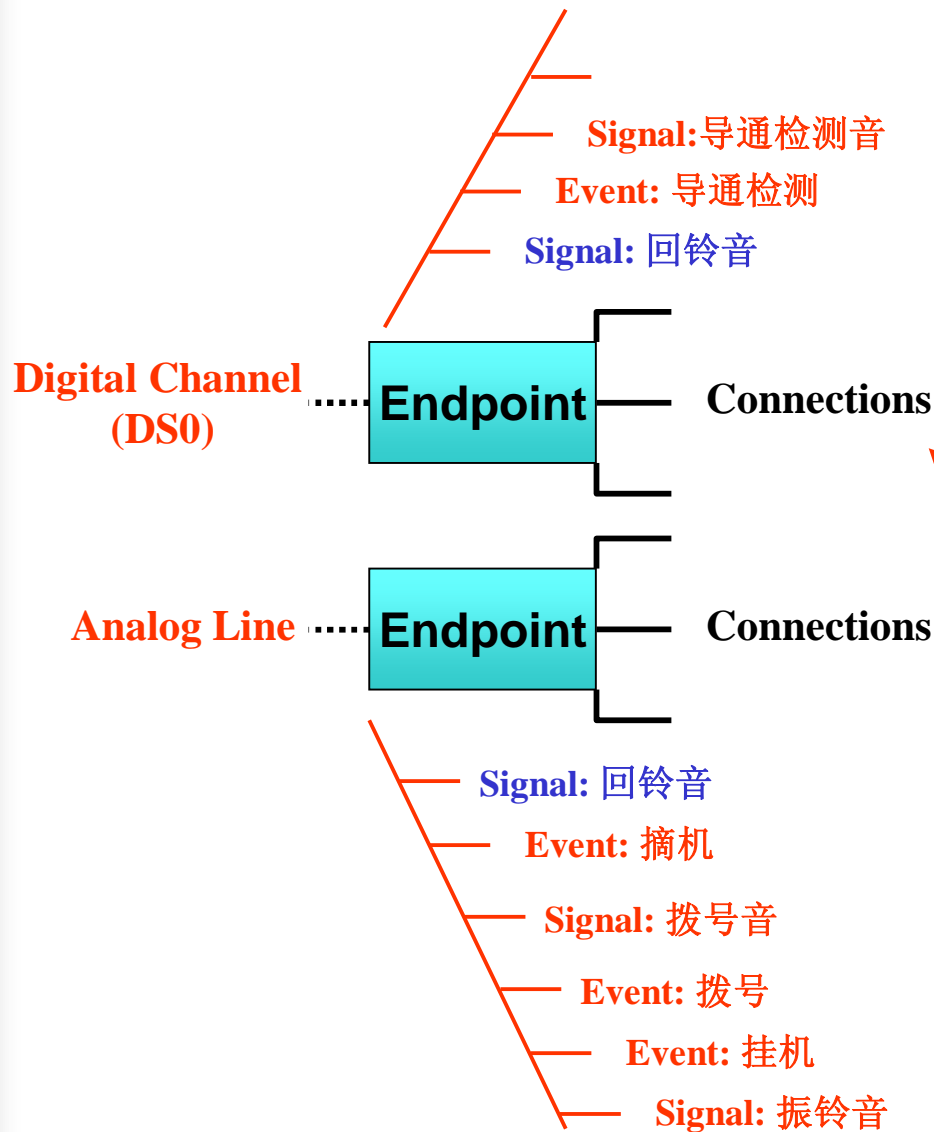 Signal:导通检测音
Event: 导通检测
Signal: 回铃音
Digital Channel
(DS0)
Endpoint
Connections
Analog Line
Endpoint
Connections
Signal: 回铃音
Event: 摘机
Signal: 拨号音
Event: 拨号
Event: 挂机
Signal: 振铃音